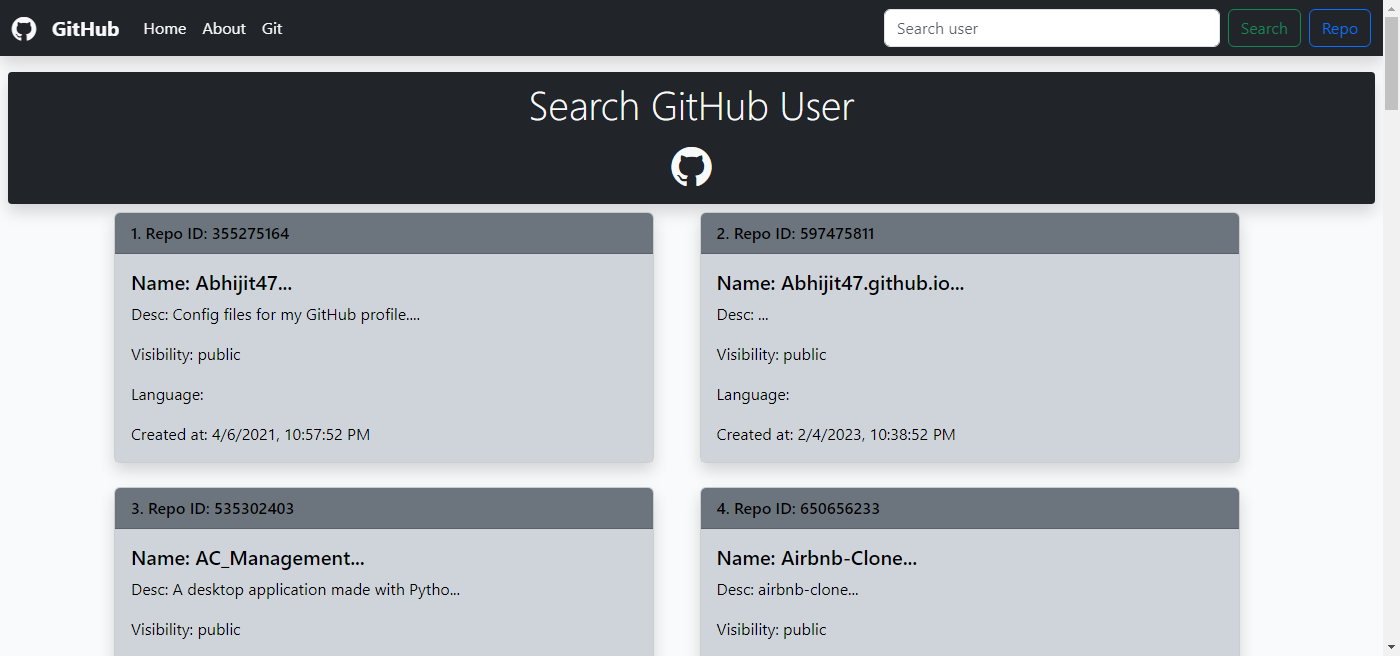 GitHub Home About Git Search user Search Repo
Search GitHub User
1. Repo ID: 355275164
Name: Abhijit47...
Desc: Config files for my GitHub profile....
Visibility: public
Language:
Created at: 4/6/2021, 10:57:52 PM
2. Repo ID: 597475811
Name: Abhijit47.github.io...
Desc: ...
Visibility: public
Language:
Created at: 2/4/2023, 10:38:52 PM
3. Repo ID: 535302403
Name: AC_Management...
Desc: A desktop application made with Pytho...
Visibility: public
4. Repo ID: 650656233
Name: Airbnb-Clone...
Desc: airbnb-clone...
Visibility: public